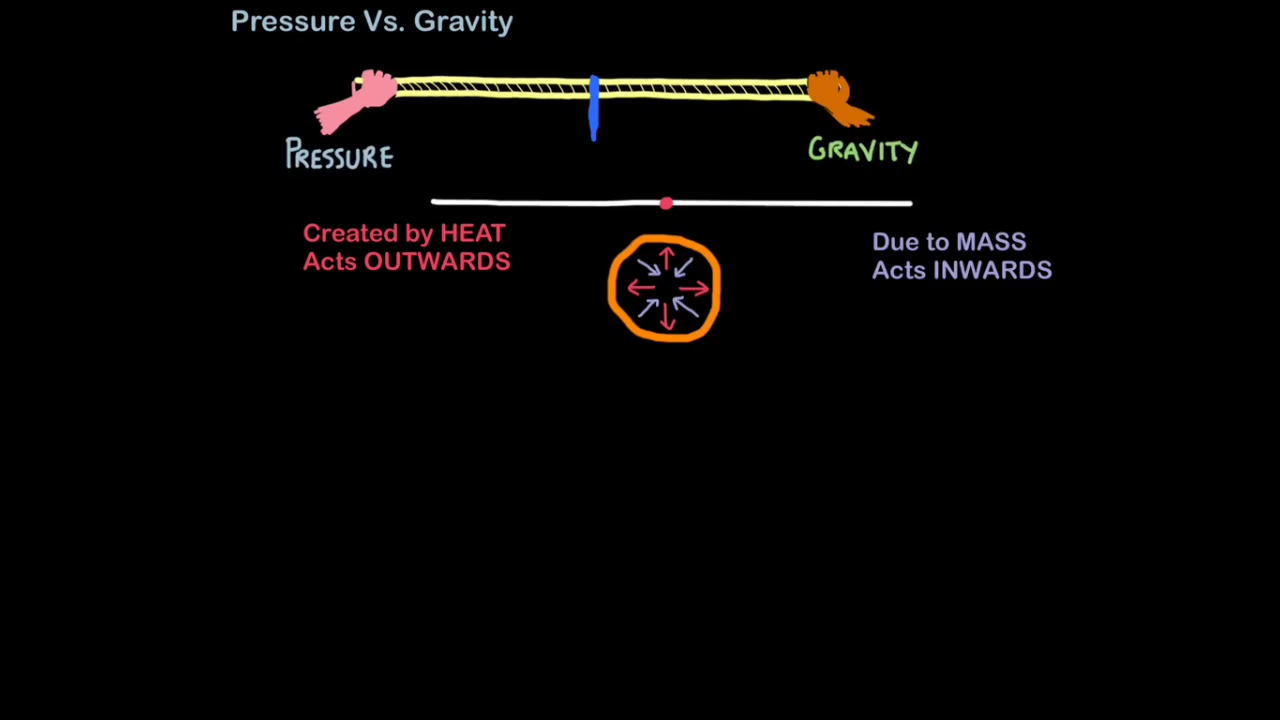 Pressure Vs. Gravity
PRESSURE
GRAVITY
Created by HEAT
Acts OUTWARDS
Due to MASS
Acts INWARDS